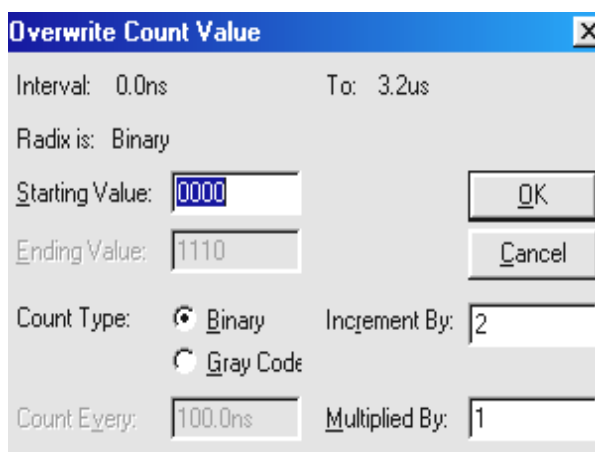 Overwrite Count Value
Interval: 0.0ns To: 3.2us
Radix is: Binary
Starting Value: 0000 OK
Ending Value: 1110 Cancel
Count Type: Binary Increment By: 2
Gray Code
Count Every: 100.0ns Multiplied By: 1